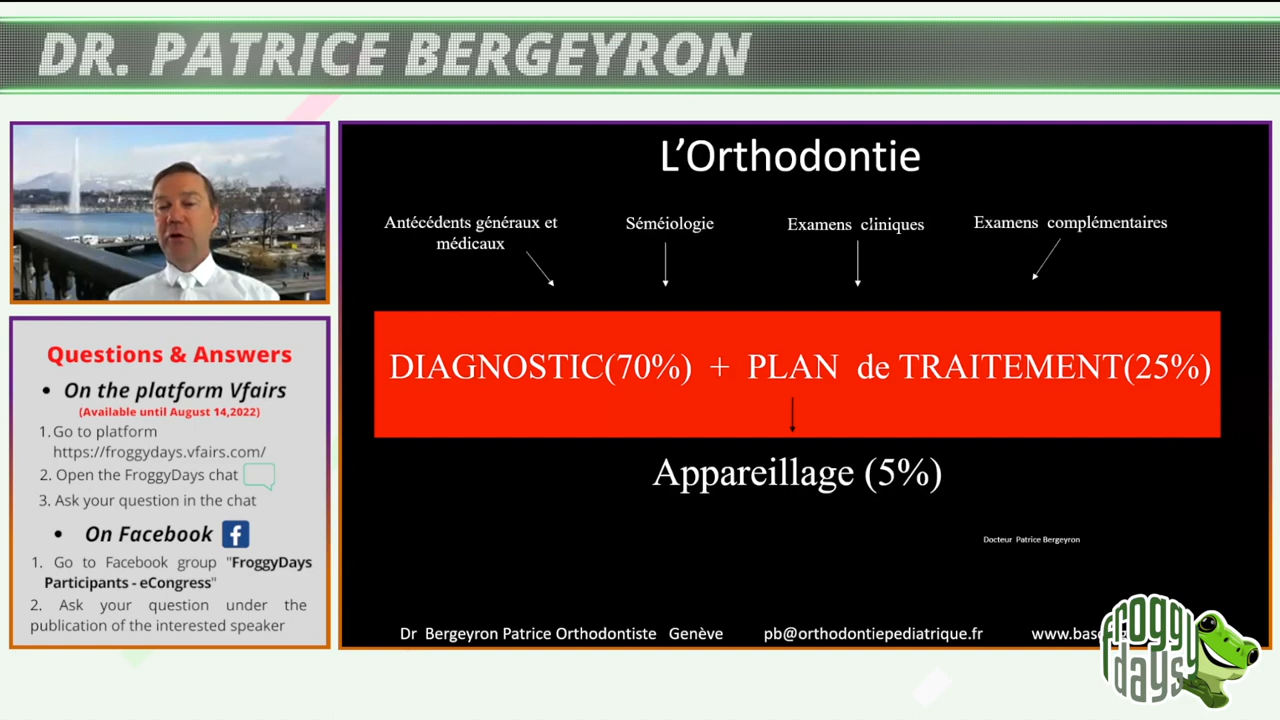 DR. PATRICE BERGEYRON
L'Orthodontie
Antécédents généraux et
médicaux
Séméiologie
Examens cliniques
Examens complémentaires
DIAGNOSTIC(70%) + PLAN de TRAITEMENT(25%)
Appareillage (5%)
Docteur Patrice Bergeyron
Dr Bergeyron Patrice Orthodontiste Genève pb@orthodontiepediatrique.fr
Questions & Answers
• On the platform Vfairs
(Available until August 14,2022)
1. Go to platform
https://froggydays.vfairs.com/
2. Open the FroggyDays chat
3. Ask your question in the chat
• On Facebook
1. Go to Facebook group "FroggyDays
Participants - eCongress"
2. Ask your question under the
publication of the interested speaker
froggy
days